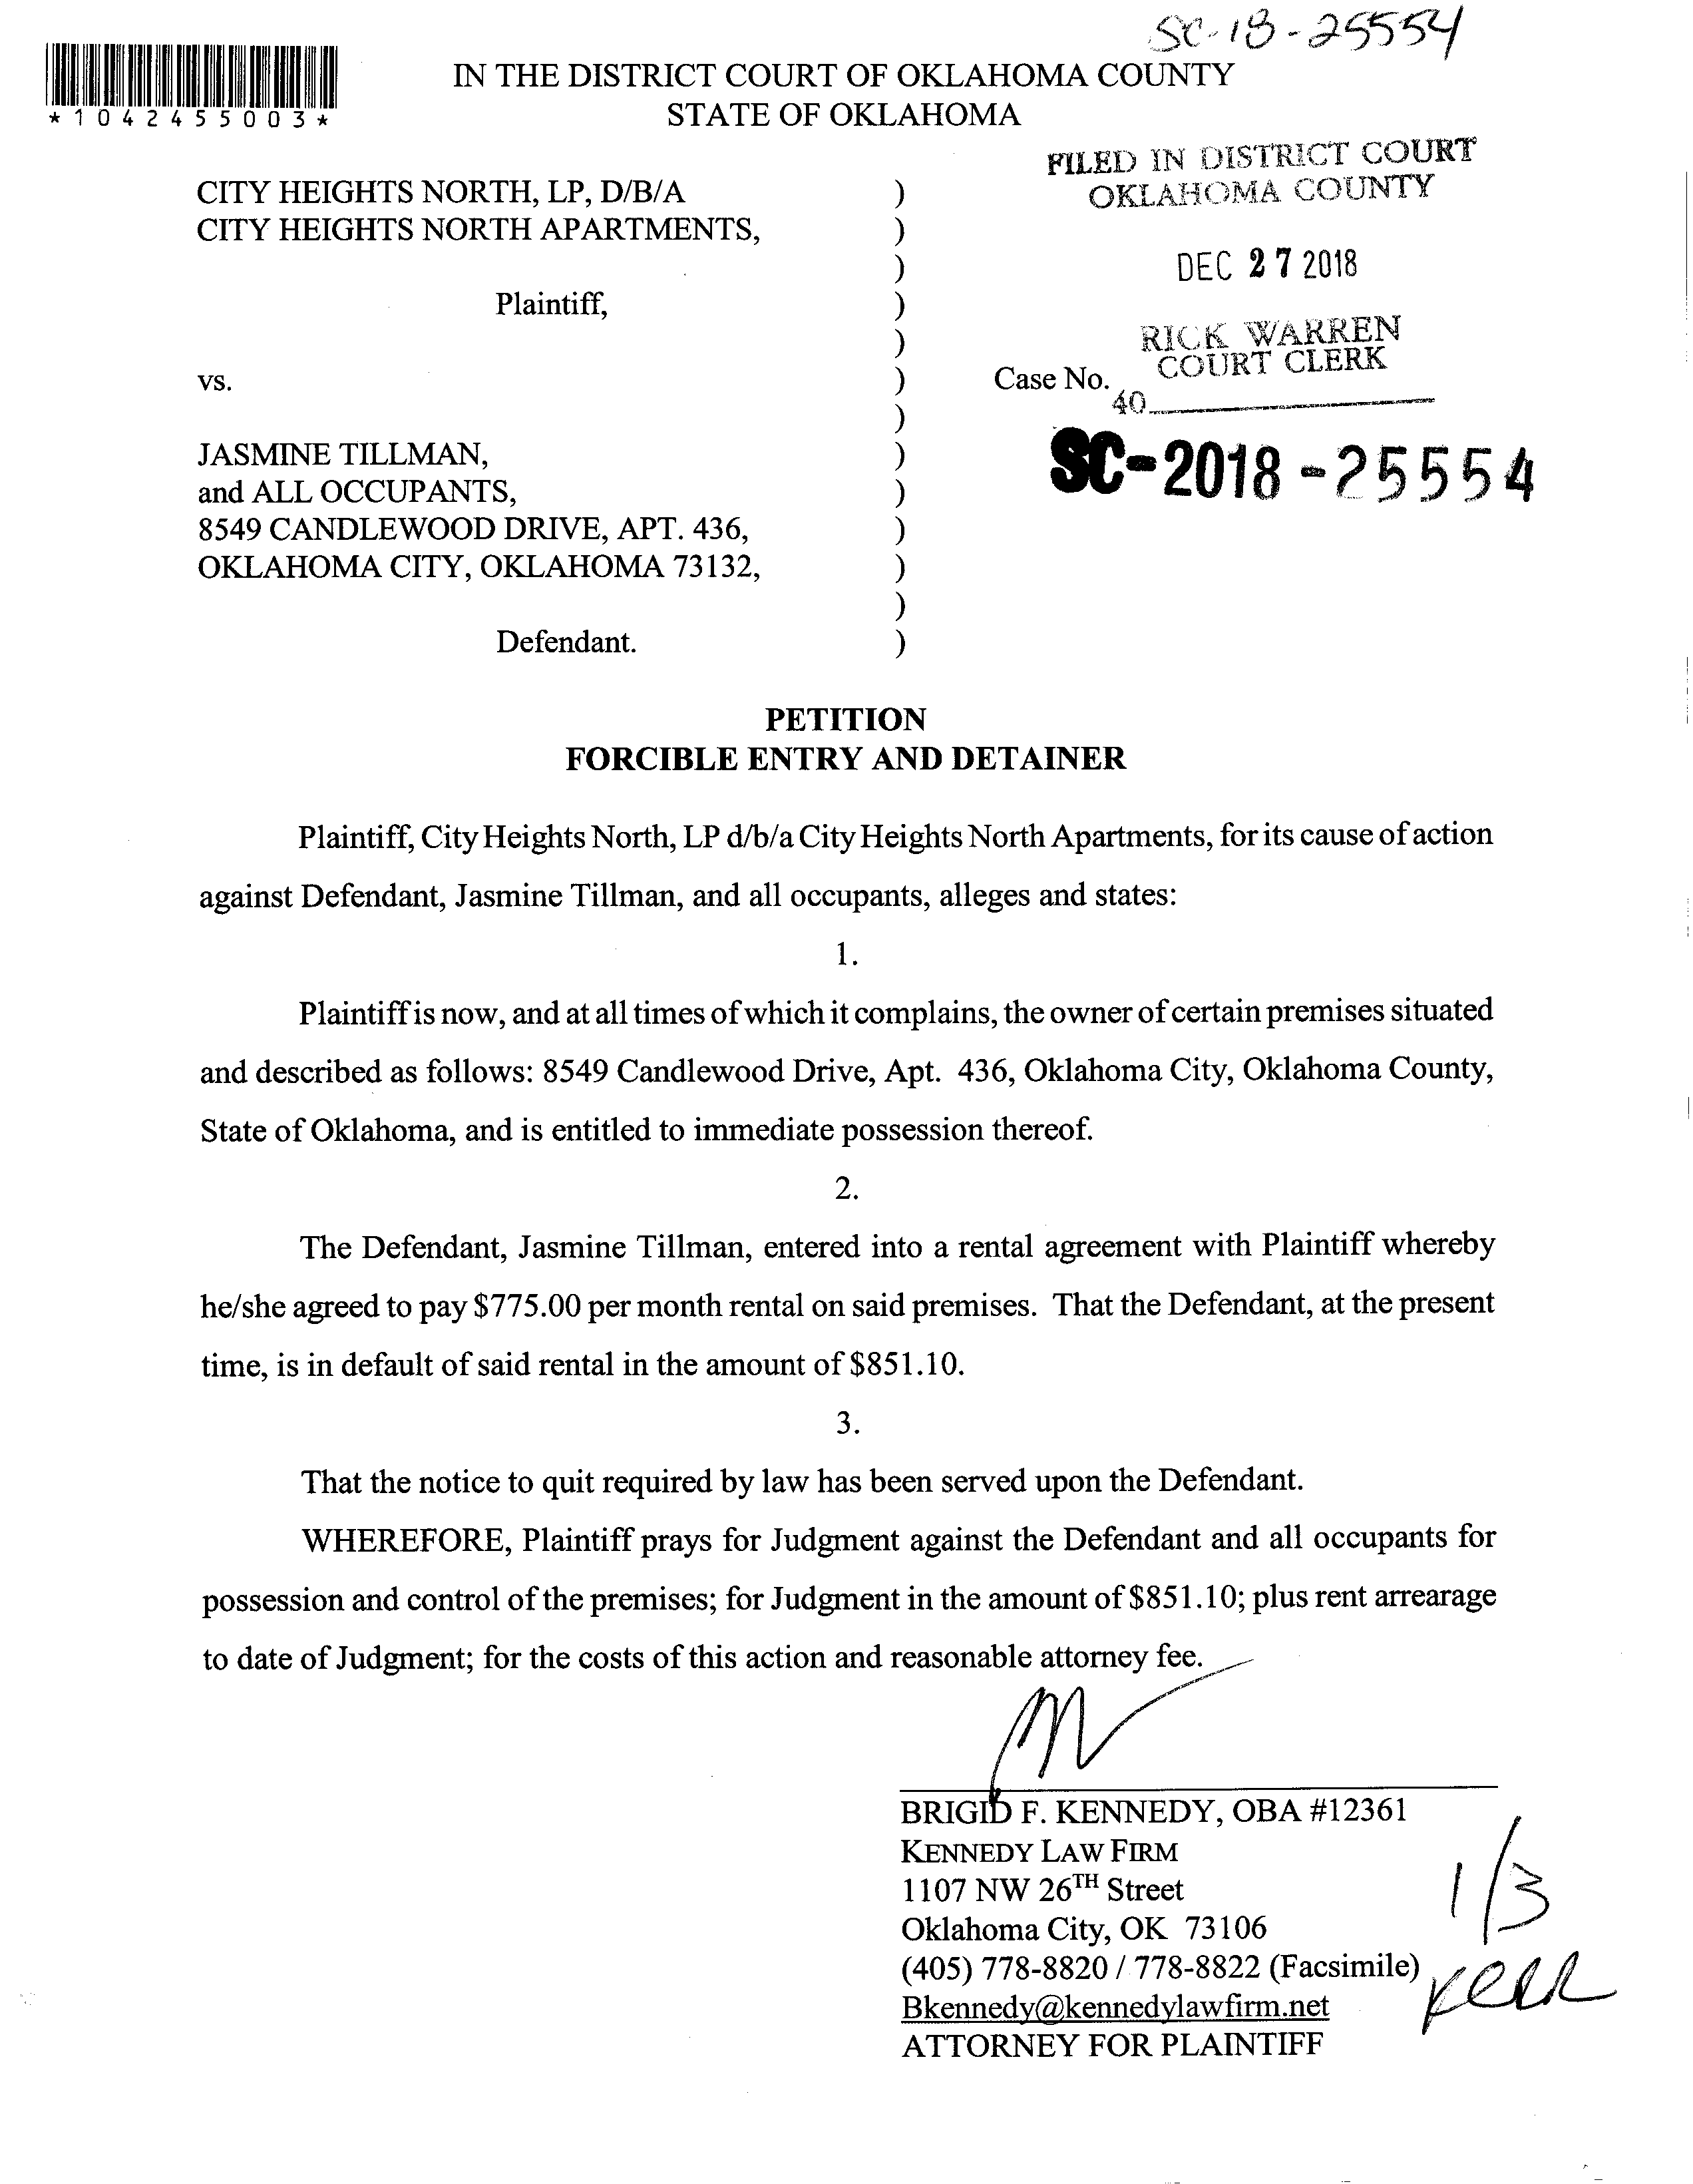 SC-18-25554
*1042455003*
IN THE DISTRICT COURT OF OKLAHOMA COUNTY
STATE OF OKLAHOMA
FILED IN DISTRICT COURT
OKLAHOMA COUNTY
DEC 27 2018
RICK WARREN
COURT CLERK
40
CITY HEIGHTS NORTH, LP, D/B/A )
CITY HEIGHTS NORTH APARTMENTS, )
)
Plaintiff, )
)
vs. ) Case No.
)
JASMINE TILLMAN, ) SC-2018-25554
and ALL OCCUPANTS, )
8549 CANDLEWOOD DRIVE, APT. 436, )
OKLAHOMA CITY, OKLAHOMA 73132, )
)
Defendant. )
PETITION
FORCIBLE ENTRY AND DETAINER
Plaintiff, City Heights North, LP d/b/a City Heights North Apartments, for its cause of action
against Defendant, Jasmine Tillman, and all occupants, alleges and states:
1.
Plaintiff is now, and at all times of which it complains, the owner of certain premises situated
and described as follows: 8549 Candlewood Drive, Apt. 436, Oklahoma City, Oklahoma County,
State of Oklahoma, and is entitled to immediate possession thereof.
2.
The Defendant, Jasmine Tillman, entered into a rental agreement with Plaintiff whereby
he/she agreed to pay $775.00 per month rental on said premises. That the Defendant, at the present
time, is in default of said rental in the amount of $851.10.
3.
That the notice to quit required by law has been served upon the Defendant.
WHEREFORE, Plaintiff prays for Judgment against the Defendant and all occupants for
possession and control of the premises; for Judgment in the amount of $851.10; plus rent arrearage
to date of Judgment; for the costs of this action and reasonable attorney fee.
BRIGID F. KENNEDY, OBA #12361
KENNEDY LAW FIRM
1107 NW 26TH Street
Oklahoma City, OK 73106
(405) 778-8820 / 778-8822 (Facsimile)
Bkennedy@kennedylawfirm.net
ATTORNEY FOR PLAINTIFF
1/3